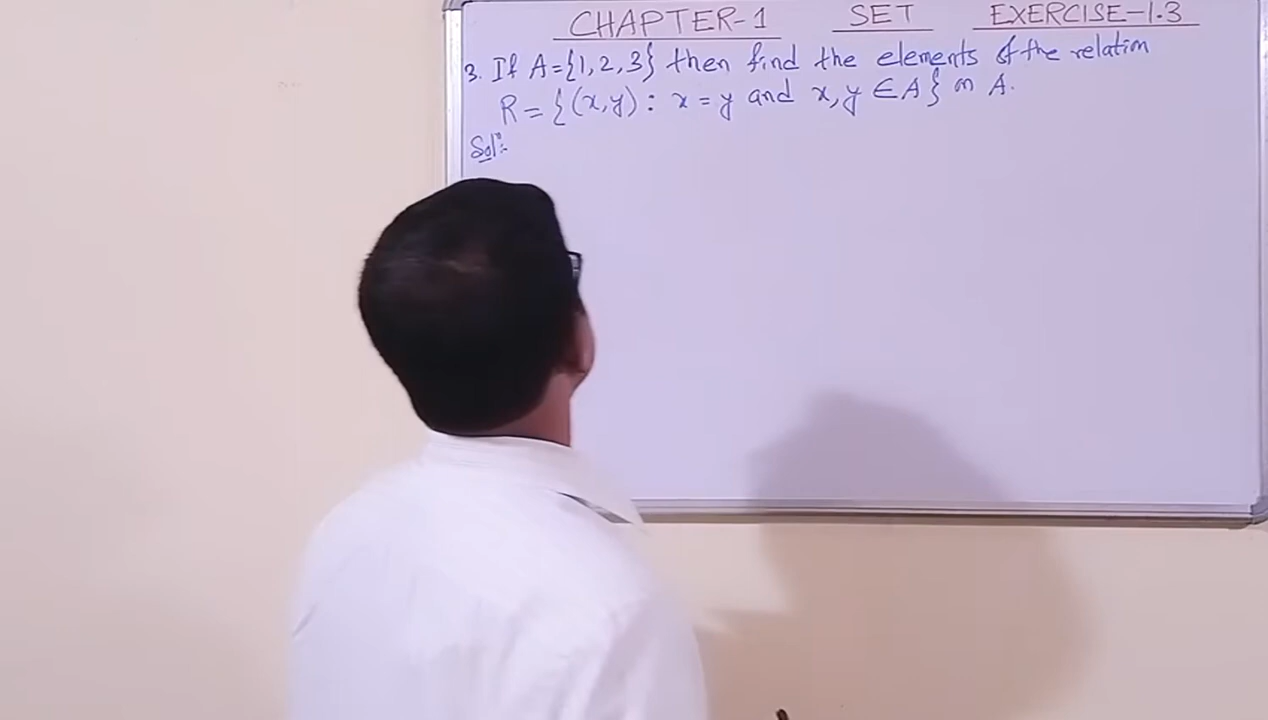 CHAPTER-1 SET EXERCISE-1.3
3. If A={1,2,3} then find the elements of the relation
R={(x,y): x=y and x,y ∈A} on A.
Solⁿ:-